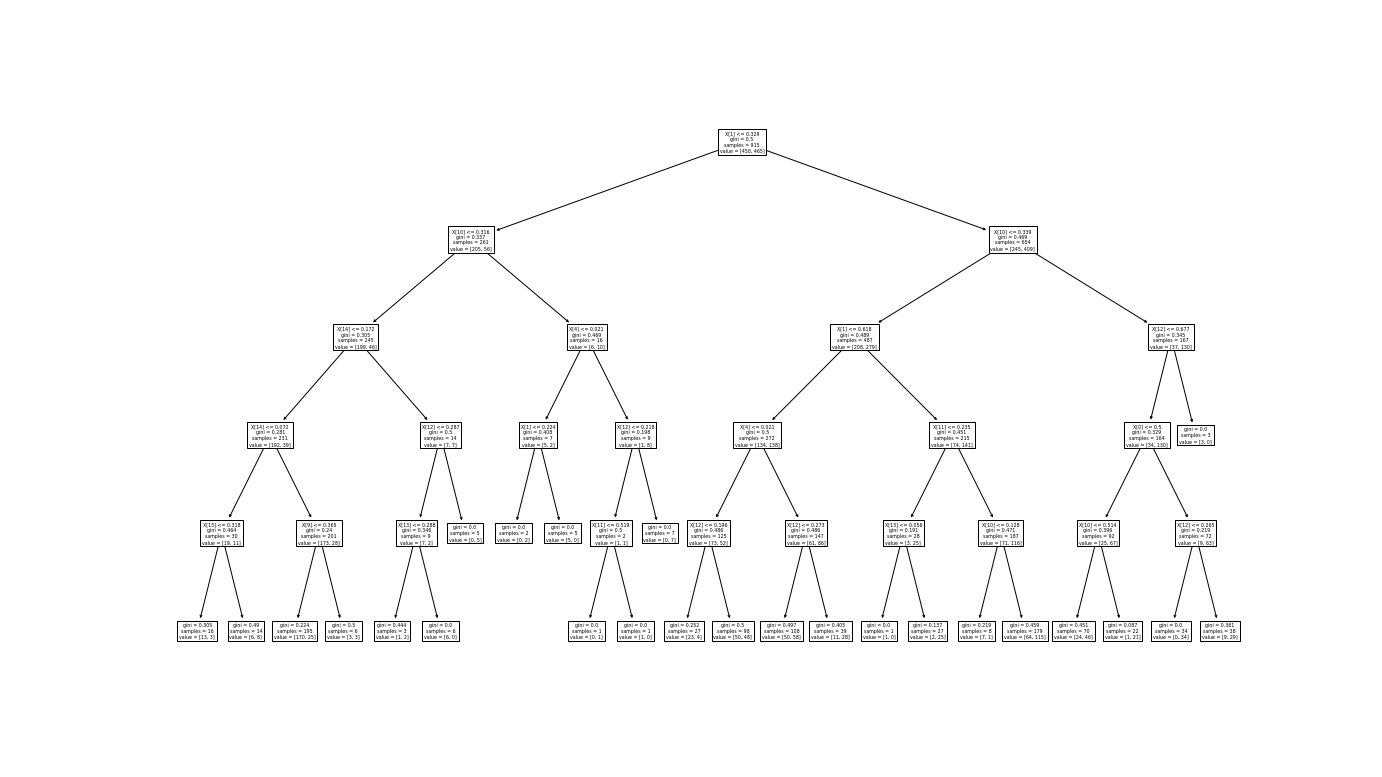 X[1] <= 0.329
gini = 0.5
samples = 915
value = [450, 465]
X[10] <= 0.316
gini = 0.337
samples = 261
value = [205, 56]
X[10] <= 0.339
gini = 0.469
samples = 654
value = [245, 409]
X[14] <= 0.172
gini = 0.305
samples = 245
value = [199, 46]
X[4] <= 0.021
gini = 0.469
samples = 16
value = [6, 10]
X[1] <= 0.618
gini = 0.489
samples = 487
value = [208, 279]
X[12] <= 0.677
gini = 0.345
samples = 167
value = [37, 130]
X[14] <= 0.072
gini = 0.281
samples = 231
value = [192, 39]
X[12] <= 0.287
gini = 0.5
samples = 14
value = [7, 7]
X[1] <= 0.224
gini = 0.408
samples = 7
value = [5, 2]
X[12] <= 0.218
gini = 0.198
samples = 9
value = [1, 8]
X[4] <= 0.021
gini = 0.5
samples = 272
value = [134, 138]
X[11] <= 0.235
gini = 0.451
samples = 215
value = [74, 141]
X[0] <= 0.5
gini = 0.329
samples = 164
value = [34, 130]
gini = 0.0
samples = 3
value = [3, 0]
X[13] <= 0.318
gini = 0.464
samples = 30
value = [19, 11]
X[9] <= 0.365
gini = 0.24
samples = 201
value = [173, 28]
X[13] <= 0.288
gini = 0.346
samples = 9
value = [7, 2]
gini = 0.0
samples = 5
value = [0, 5]
gini = 0.0
samples = 2
value = [0, 2]
gini = 0.0
samples = 5
value = [5, 0]
X[11] <= 0.519
gini = 0.5
samples = 2
value = [1, 1]
gini = 0.0
samples = 7
value = [0, 7]
X[12] <= 0.196
gini = 0.486
samples = 125
value = [73, 52]
X[12] <= 0.273
gini = 0.486
samples = 147
value = [61, 86]
X[13] <= 0.056
gini = 0.191
samples = 28
value = [3, 25]
X[10] <= 0.128
gini = 0.471
samples = 187
value = [71, 116]
X[10] <= 0.514
gini = 0.396
samples = 92
value = [25, 67]
X[12] <= 0.265
gini = 0.219
samples = 72
value = [9, 63]
gini = 0.305
samples = 16
value = [13, 3]
gini = 0.49
samples = 14
value = [6, 8]
gini = 0.224
samples = 195
value = [170, 25]
gini = 0.5
samples = 6
value = [3, 3]
gini = 0.444
samples = 3
value = [1, 2]
gini = 0.0
samples = 6
value = [6, 0]
gini = 0.0
samples = 1
value = [0, 1]
gini = 0.0
samples = 1
value = [1, 0]
gini = 0.252
samples = 27
value = [23, 4]
gini = 0.5
samples = 98
value = [50, 48]
gini = 0.497
samples = 108
value = [50, 58]
gini = 0.405
samples = 39
value = [11, 28]
gini = 0.0
samples = 1
value = [1, 0]
gini = 0.137
samples = 27
value = [2, 25]
gini = 0.219
samples = 8
value = [7, 1]
gini = 0.459
samples = 179
value = [64, 115]
gini = 0.451
samples = 70
value = [24, 46]
gini = 0.087
samples = 22
value = [1, 21]
gini = 0.0
samples = 34
value = [0, 34]
gini = 0.361
samples = 38
value = [9, 29]